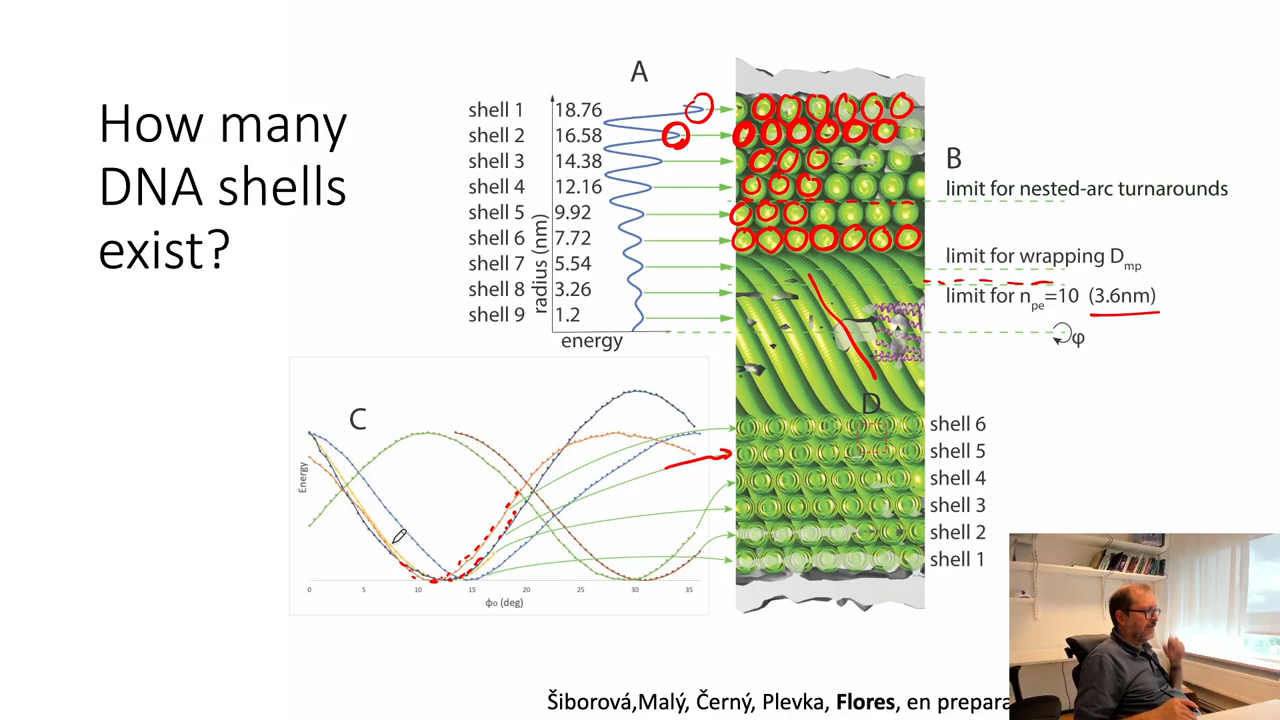 How many
DNA shells
exist?
A
shell 1 18.76
shell 2 16.58
shell 3 14.38
shell 4 12.16
shell 5 9.92
shell 6 7.72
shell 7 5.54
shell 8 3.26
shell 9 1.2
radius (nm)
energy
B
limit for nested-arc turnarounds
limit for wrapping Dmp
limit for npe=10 (3.6nm)
φ
C
Energy
0 5 10 15 20 25 30 35
ϕ₀ (deg)
D
shell 6
shell 5
shell 4
shell 3
shell 2
shell 1
Šiborová,Malý, Černý, Plevka, Flores, en prepara